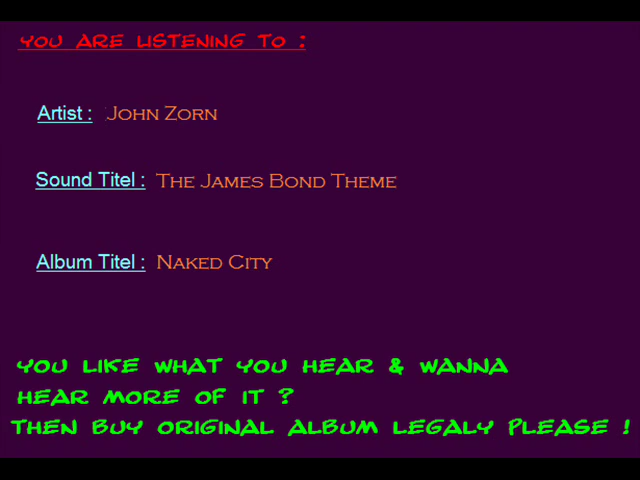 YOU ARE LISTENING TO :
Artist : John Zorn
Sound Titel : The James Bond Theme
Album Titel : Naked City
YOU LIKE WHAT YOU HEAR & WANNA
HEAR MORE OF IT ?
THEN BUY ORIGINAL ALBUM LEGALY PLEASE !